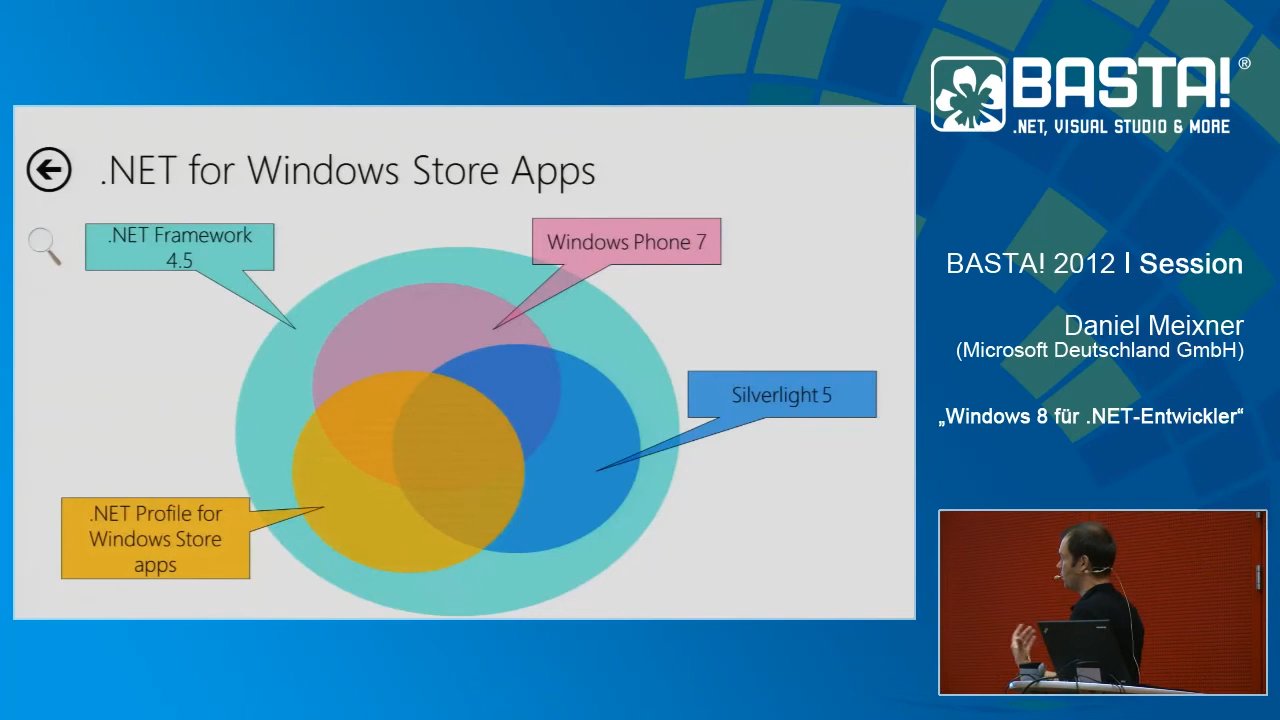 .NET for Windows Store Apps
.NET Framework
4.5
Windows Phone 7
Silverlight 5
.NET Profile for
Windows Store
apps
BASTA!®
.NET, VISUAL STUDIO & MORE
BASTA! 2012 I Session
Daniel Meixner
(Microsoft Deutschland GmbH)
„Windows 8 für .NET-Entwickler“